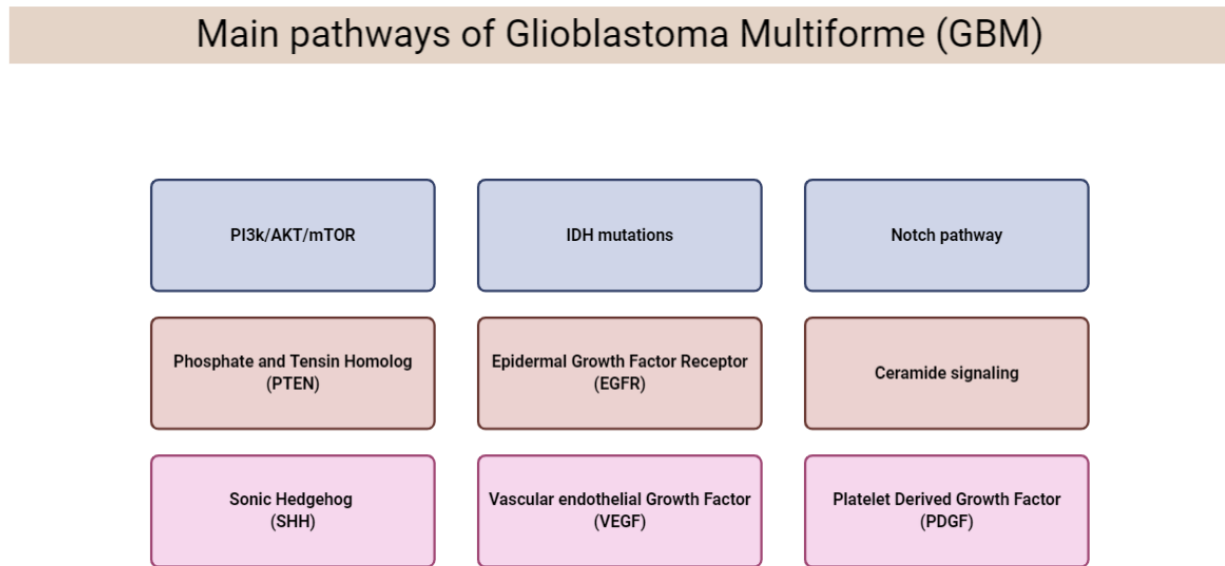 Main pathways of Glioblastoma Multiforme (GBM)
PI3k/AKT/mTOR
IDH mutations
Notch pathway
Phosphate and Tensin Homolog
(PTEN)
Epidermal Growth Factor Receptor
(EGFR)
Ceramide signaling
Sonic Hedgehog
(SHH)
Vascular endothelial Growth Factor
(VEGF)
Platelet Derived Growth Factor
(PDGF)